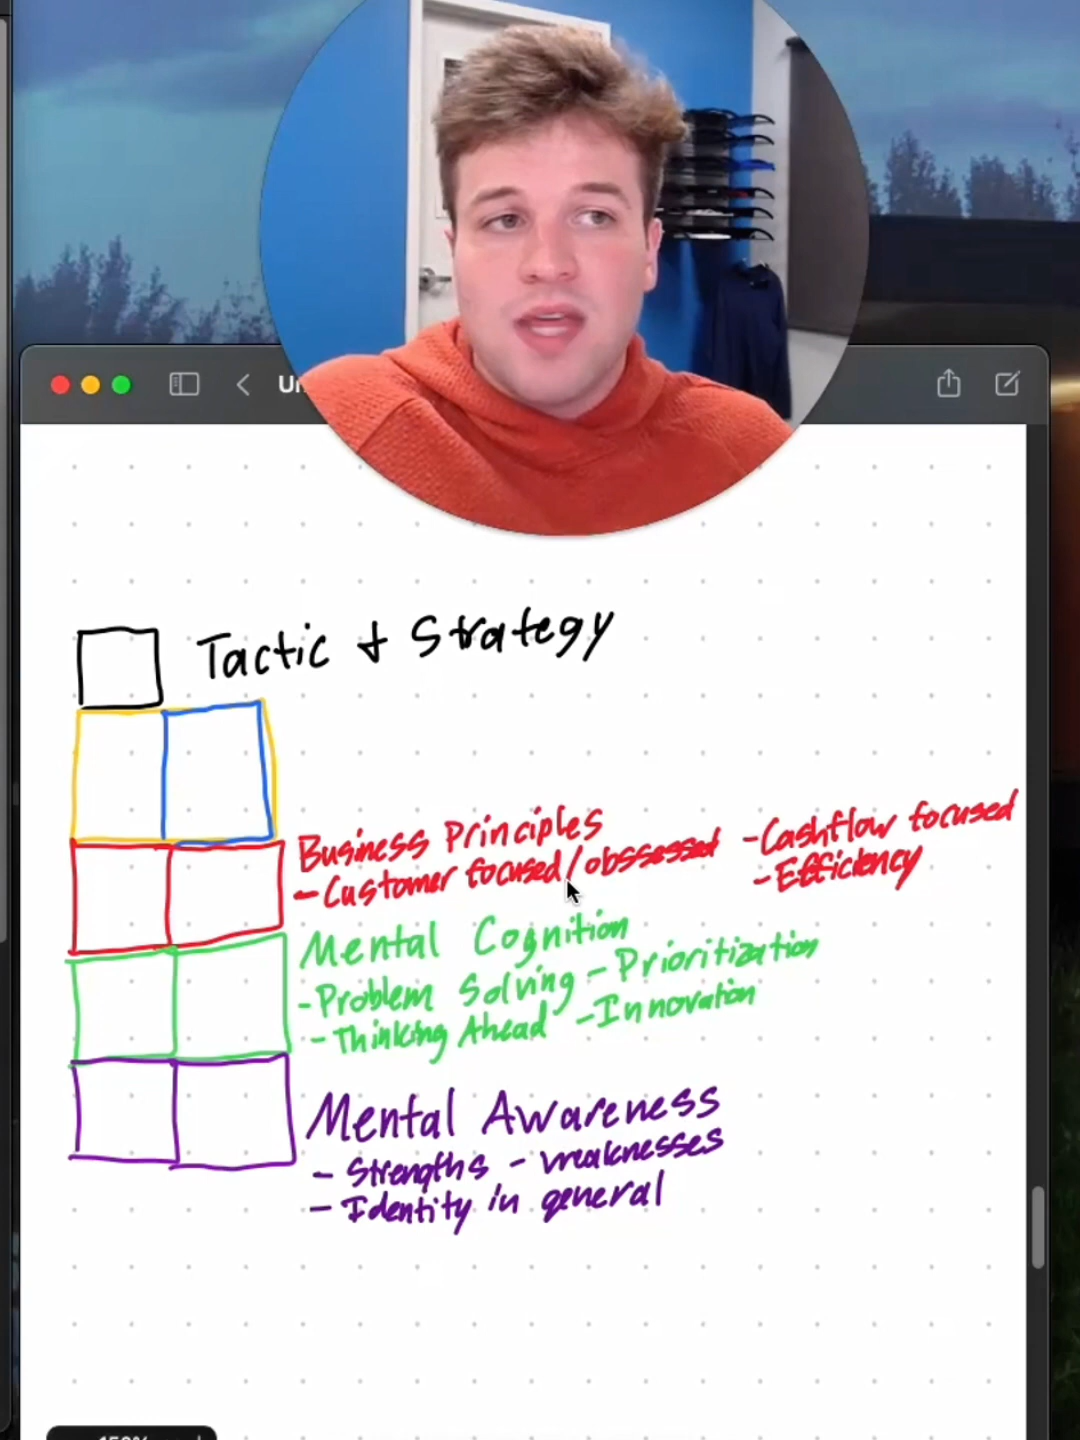 Tactic & Strategy
Business Principles
- Customer focused/obssessed
- Cashflow focused
- Efficiency
Mental Cognition
- Problem Solving - Prioritization
- Thinking Ahead - Innovation
Mental Awareness
- Strengths - weaknesses
- Identity in general